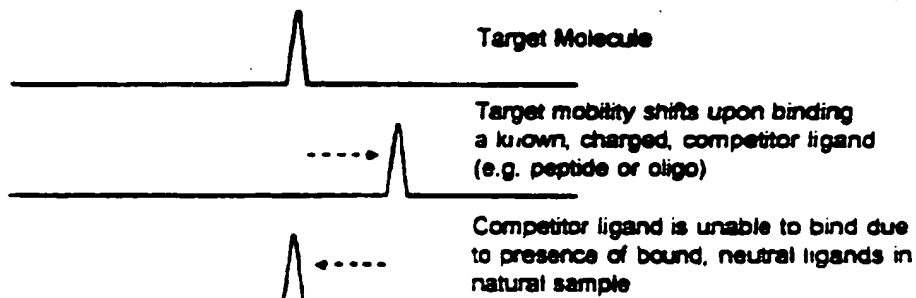 Target Molecule
Target mobility shifts upon binding
a known, charged, competitor ligand
(e.g. peptide or oligo)
Competitor ligand is unable to bind due
to presence of bound, neutral ligands in
natural sample